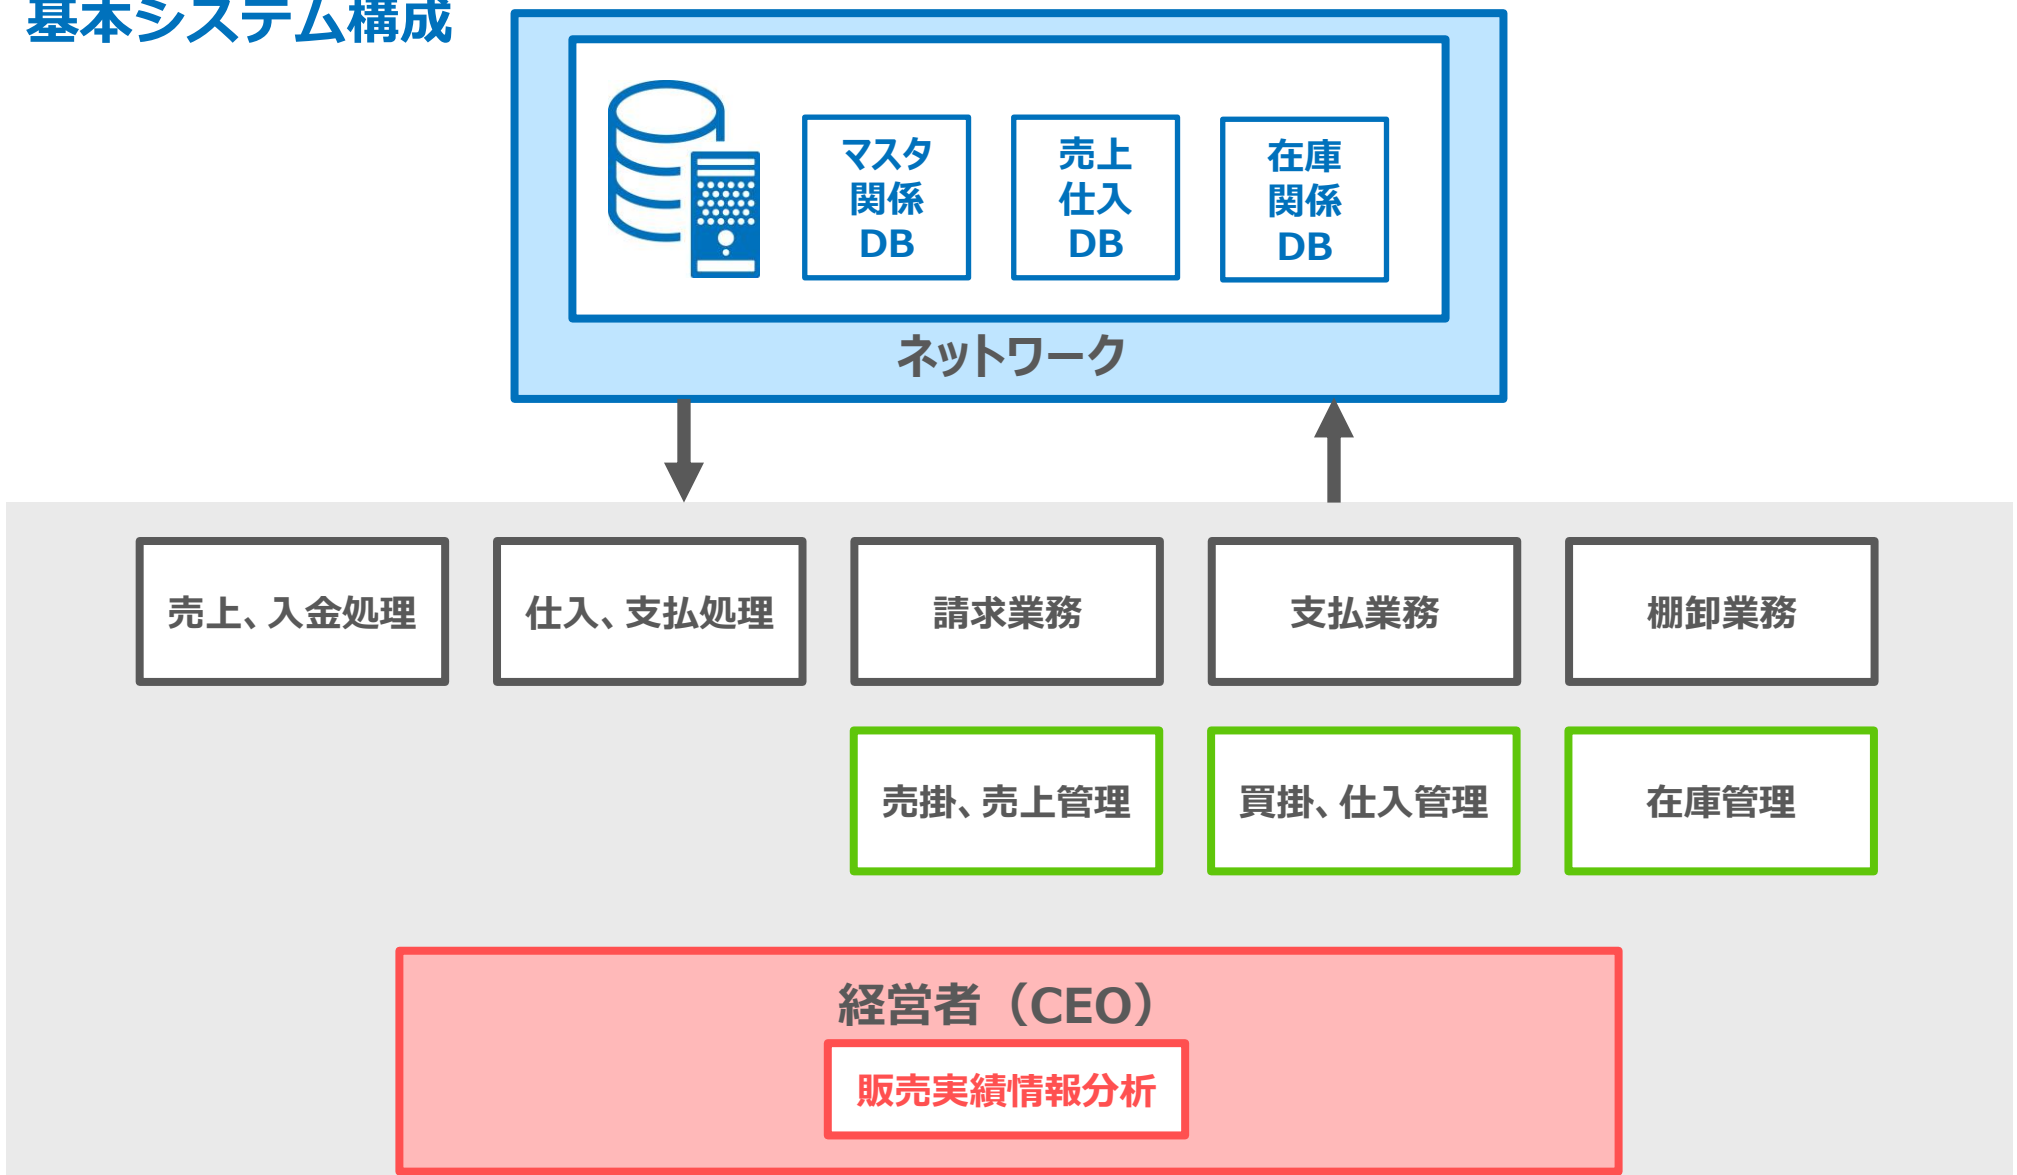 基本システム構成
マスタ
関係
DB
売上
仕入
DB
在庫
関係
DB
ネットワーク
売上、入金処理
仕入、支払処理
請求業務
支払業務
棚卸業務
売掛、売上管理
買掛、仕入管理
在庫管理
経営者（CEO）
販売実績情報分析